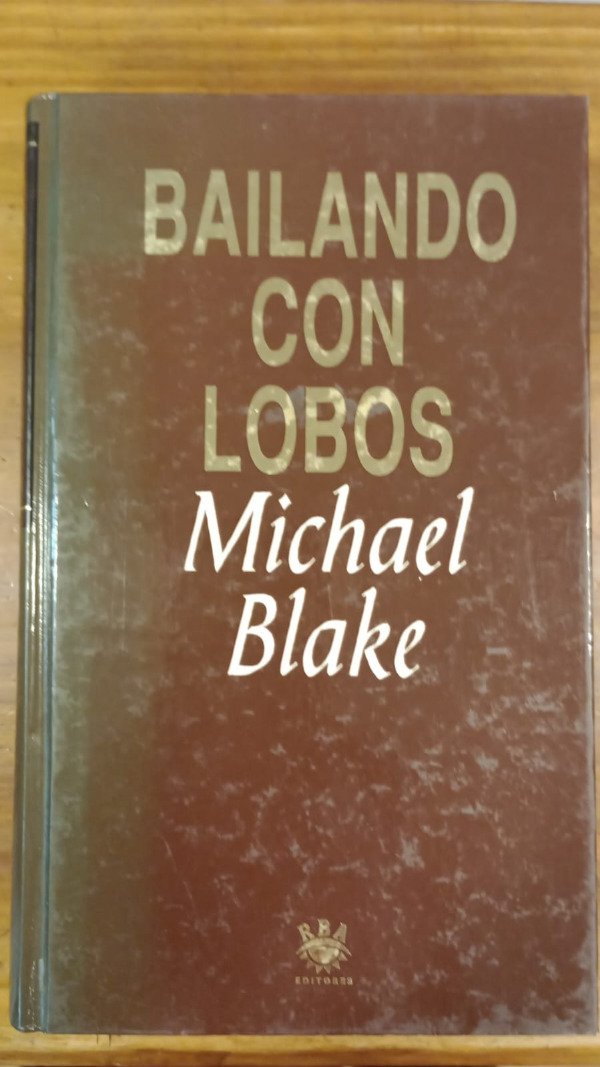 BAILANDO
CON
LOBOS
Michael
Blake
RBA
EDITORES